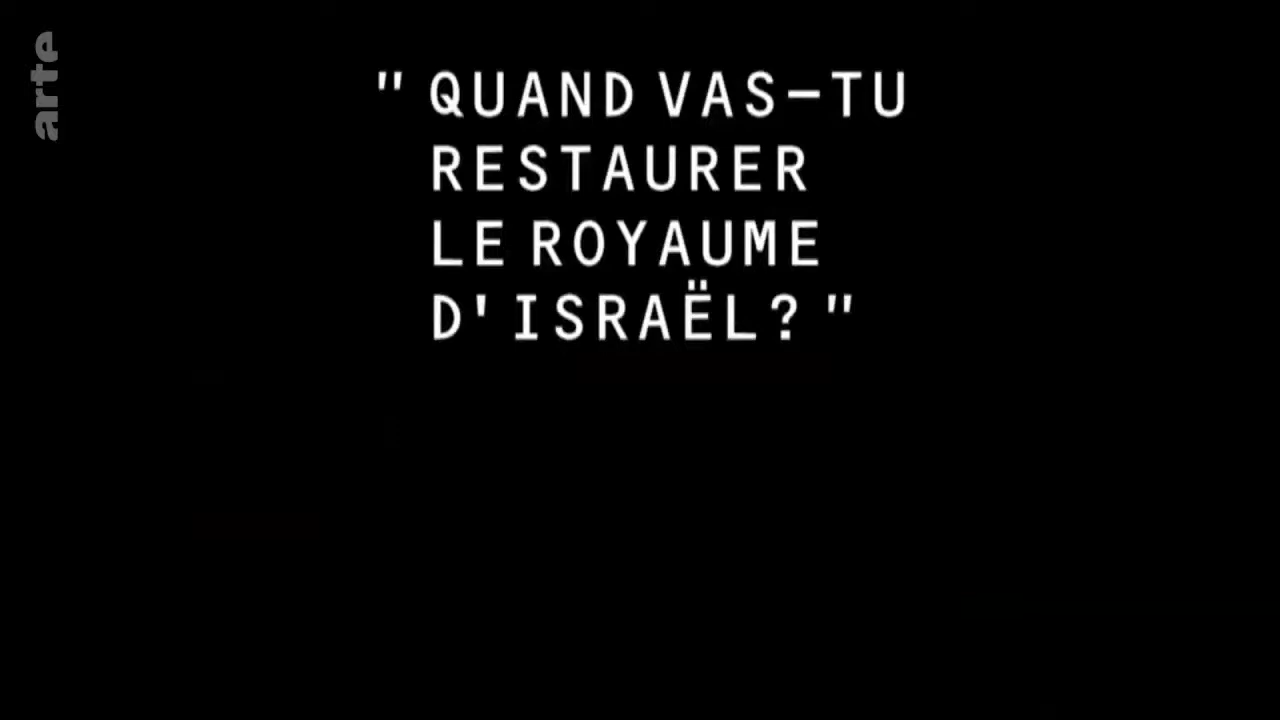 arte
" QUAND VAS-TU
RESTAURER
LE ROYAUME
D'ISRAËL? "